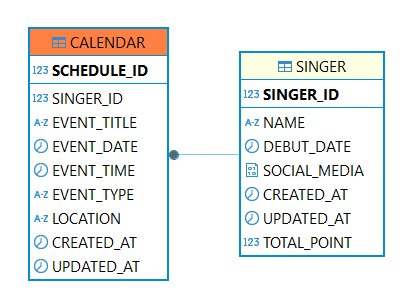 CALENDAR
123 SCHEDULE_ID
123 SINGER_ID
A-Z EVENT_TITLE
EVENT_DATE
EVENT_TIME
A-Z EVENT_TYPE
A-Z LOCATION
CREATED_AT
UPDATED_AT
SINGER
123 SINGER_ID
A-Z NAME
DEBUT_DATE
SOCIAL_MEDIA
CREATED_AT
UPDATED_AT
123 TOTAL_POINT